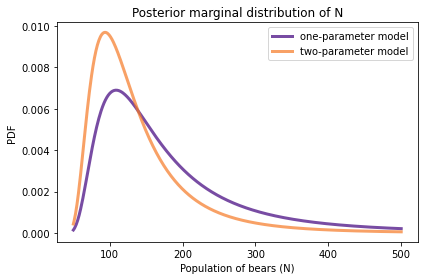 Posterior marginal distribution of N
one-parameter model
two-parameter model
PDF
0.010
0.008
0.006
0.004
0.002
0.000
100 200 300 400 500
Population of bears (N)